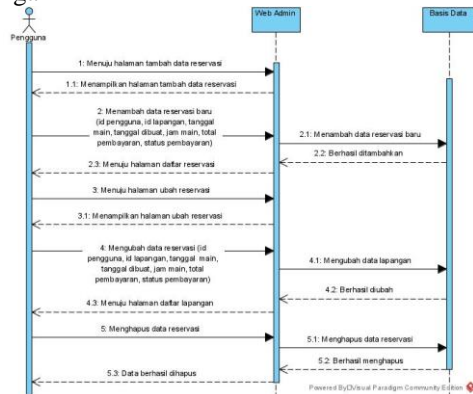 Web Admin
Basis Data
Pengguna
1: Menuju halaman tambah data reservasi
1.1: Menampilkan halaman tambah data reservasi
2: Menambah data reservasi baru
(id pengguna, id lapangan, tanggal
main, tanggal dibuat, jam main, total
pembayaran, status pembayaran)
2.1: Menambah data reservasi baru
2.2: Berhasil ditambahkan
2.3: Menuju halaman daftar reservasi
3: Menuju halaman ubah reservasi
3.1: Menampilkan halaman ubah reservasi
4: Mengubah data reservasi (id
pengguna, id lapangan, tanggal main,
tanggal dibuat, jam main, total
pembayaran, status pembayaran)
4.1: Mengubah data lapangan
4.2: Berhasil diubah
4.3: Menuju halaman daftar lapangan
5: Menghapus data reservasi
5.1: Menghapus data reservasi
5.2: Berhasil menghapus
5.3: Data berhasil dihapus
Powered By Visual Paradigm Community Edition